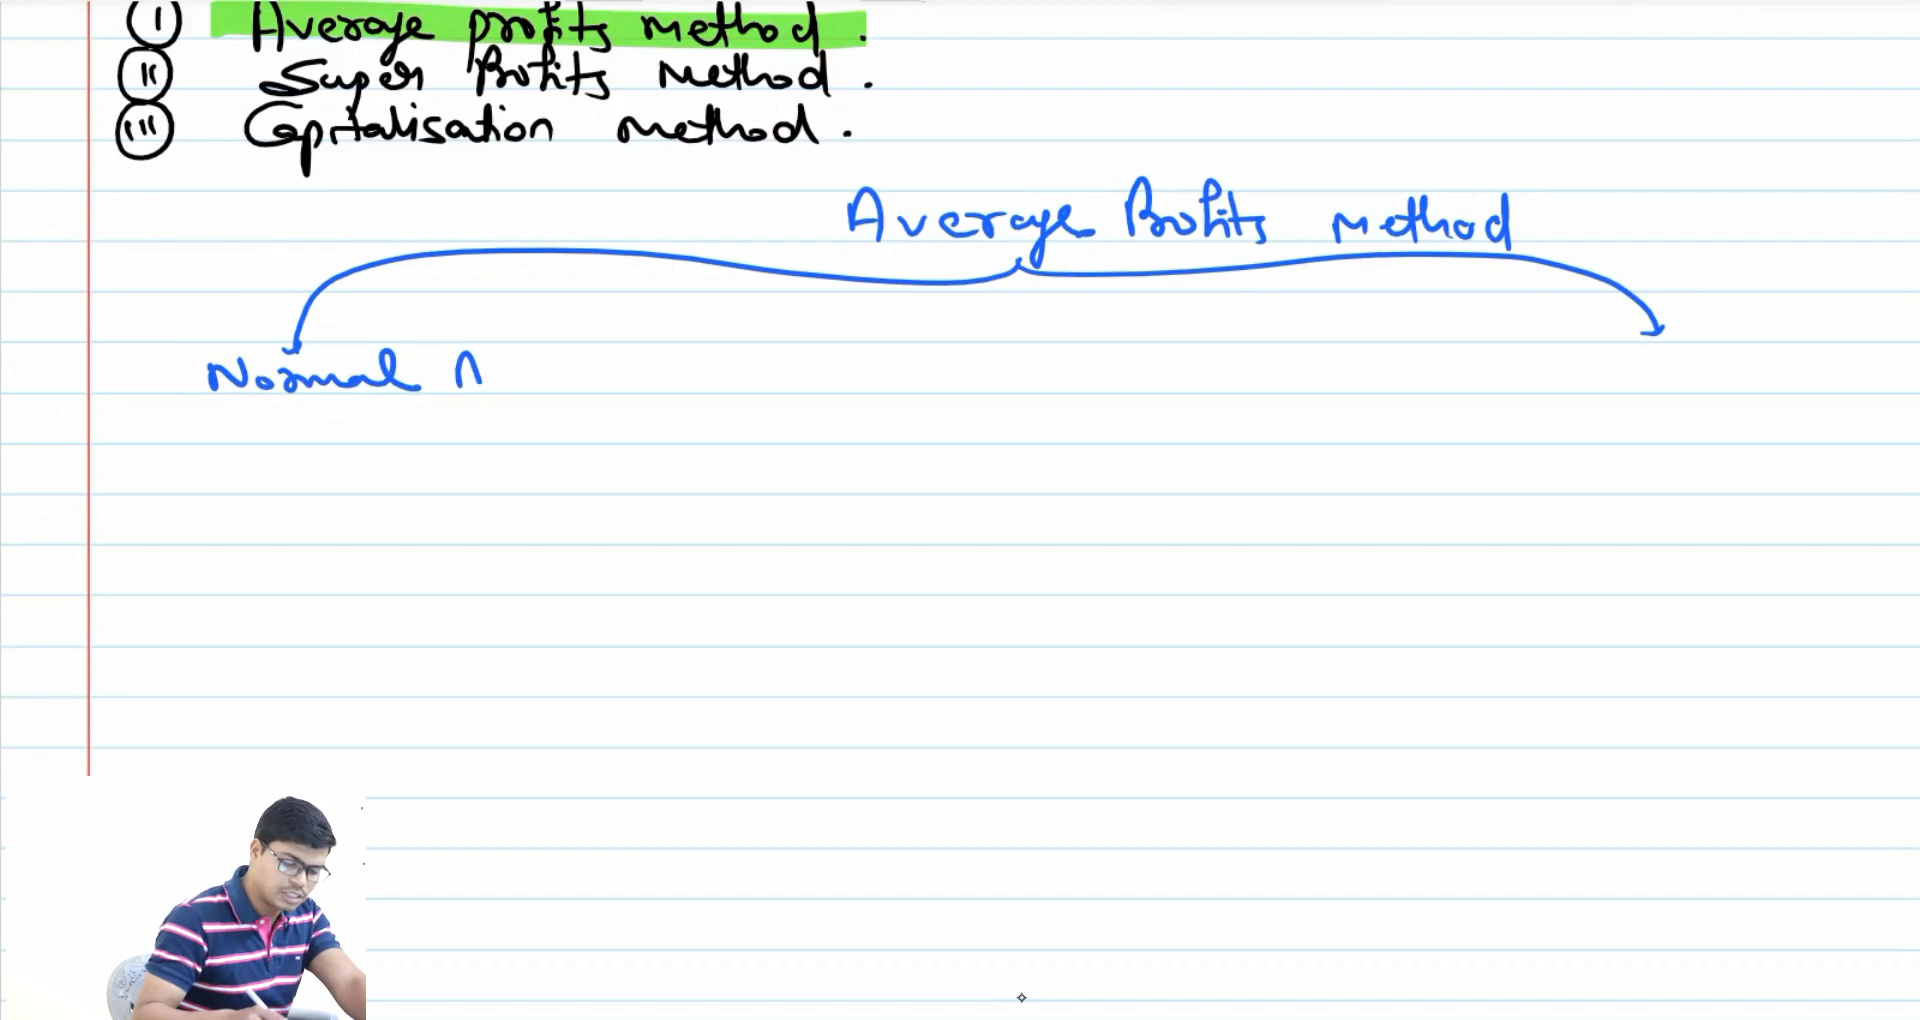 (I) Average profits method.
(II) Super Profits Method.
(III) Capitalisation method.
Average Profits Method
Normal A